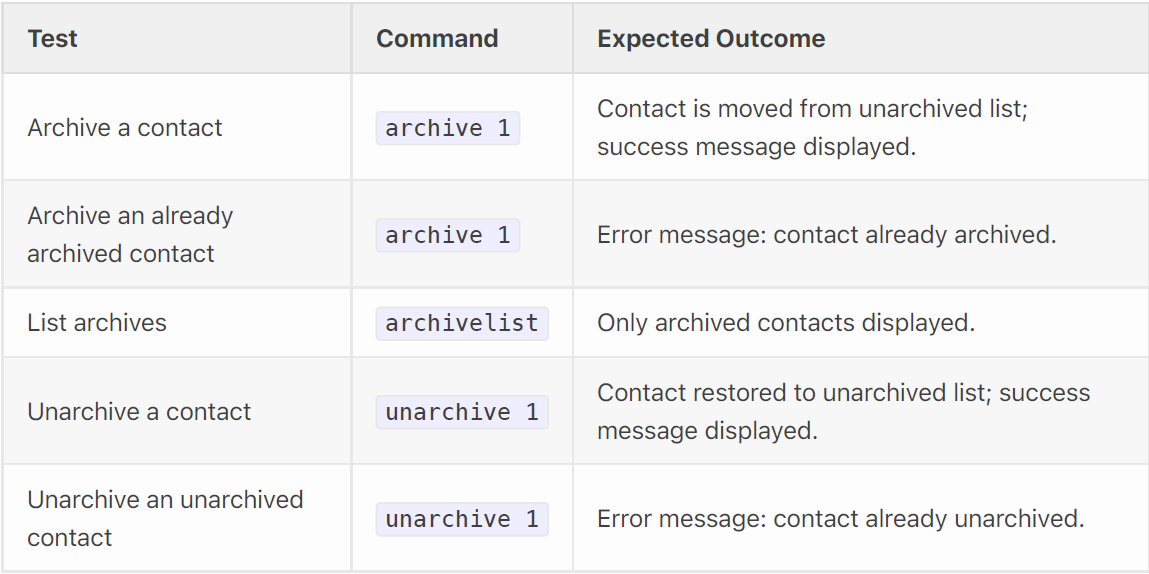 Test Command Expected Outcome
Archive a contact
archive 1
Contact is moved from unarchived list;
success message displayed.
Archive an already
archived contact
archive 1
Error message: contact already archived.
List archives
archivelist
Only archived contacts displayed.
Unarchive a contact
unarchive 1
Contact restored to unarchived list; success
message displayed.
Unarchive an unarchived
contact
unarchive 1
Error message: contact already unarchived.